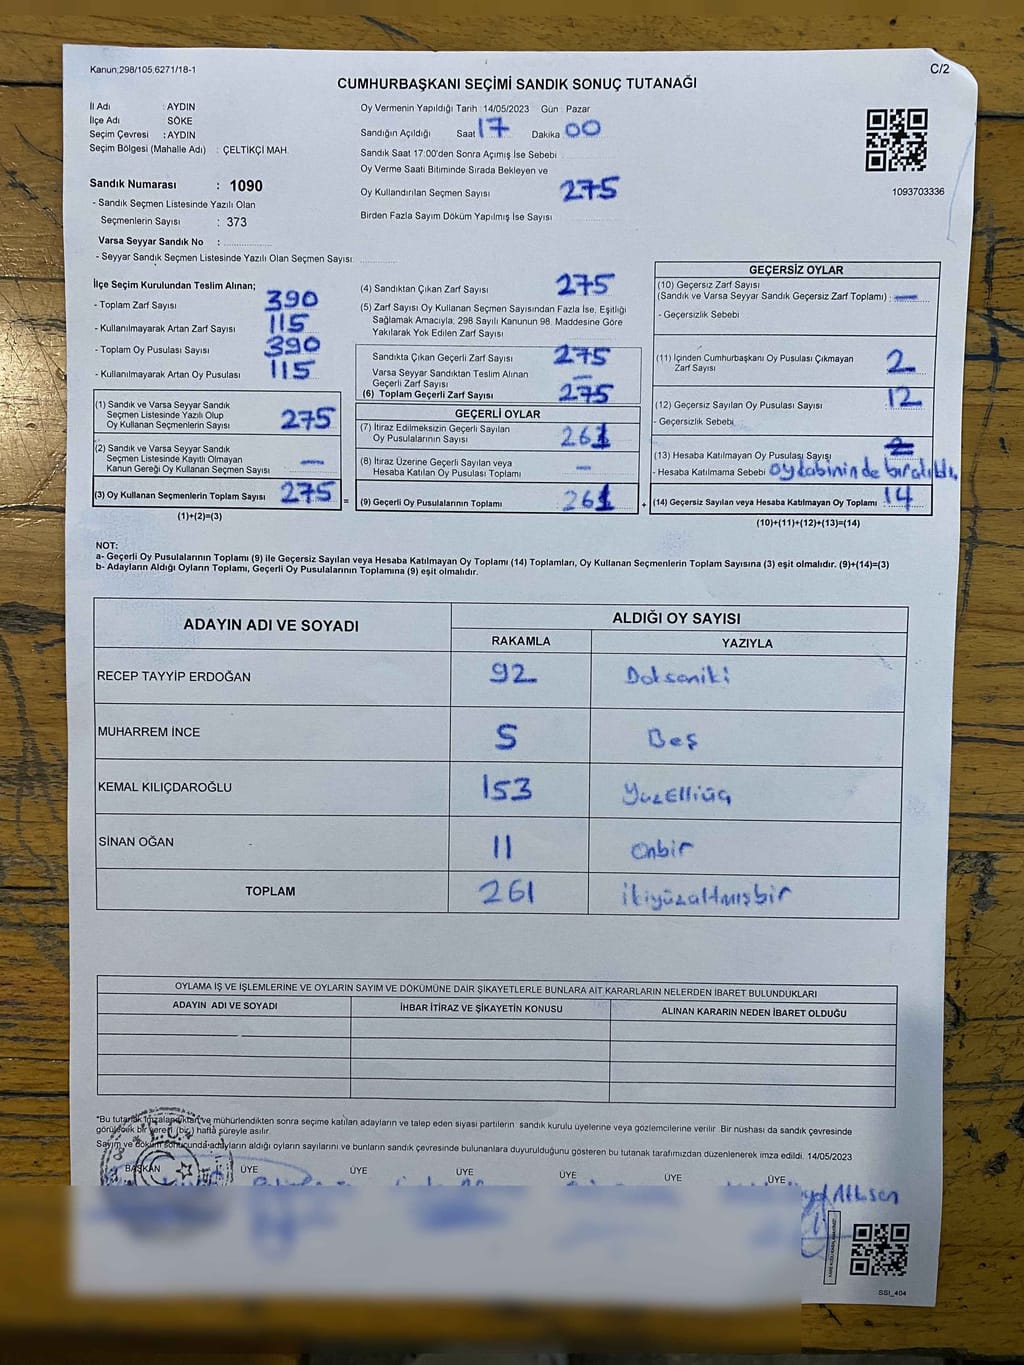 Kanun,298/105,6271/18-1
C/2
CUMHURBAŞKANI SEÇİMİ SANDIK SONUÇ TUTANAĞI
İl Adı : AYDIN
İlçe Adı : SÖKE
Seçim Çevresi : AYDIN
Seçim Bölgesi (Mahalle Adı) : ÇELTİKÇİ MAH.
Sandık Numarası : 1090
- Sandık Seçmen Listesinde Yazılı Olan
Seçmenlerin Sayısı : 373
Varsa Seyyar Sandık No :
- Seyyar Sandık Seçmen Listesinde Yazılı Olan Seçmen Sayısı:
Oy Vermenin Yapıldığı Tarih 14/05/2023 Gün Pazar
Sandığın Açıldığı Saat 17 Dakika 00
Sandık Saat 17:00'den Sonra Açımış İse Sebebi
Oy Verme Saati Bitiminde Sırada Bekleyen ve
Oy Kullandırılan Seçmen Sayısı 275
Birden Fazla Sayım Döküm Yapılmış İse Sayısı
1093703336
İlçe Seçim Kurulundan Teslim Alınan;
- Toplam Zarf Sayısı 390
- Kullanılmayarak Artan Zarf Sayısı 115
- Toplam Oy Pusulası Sayısı 390
- Kullanılmayarak Artan Oy Pusulası 115
(1) Sandık ve Varsa Seyyar Sandık
Seçmen Listesinde Yazılı Olup
Oy Kullanan Seçmenlerin Sayısı 275
(2) Sandık ve Varsa Seyyar Sandık
Seçmen Listesinde Kayıtlı Olmayan
Kanun Gereği Oy Kullanan Seçmen Sayısı —
(3) Oy Kullanan Seçmenlerin Toplam Sayısı 275 =
(1)+(2)=(3)
(4) Sandıktan Çıkan Zarf Sayısı 275
(5) Zarf Sayısı Oy Kullanan Seçmen Sayısından Fazla İse, Eşitliği
Sağlamak Amacıyla, 298 Sayılı Kanunun 98. Maddesine Göre
Yakılarak Yok Edilen Zarf Sayısı
Sandıkta Çıkan Geçerli Zarf Sayısı 275
Varsa Seyyar Sandıktan Teslim Alınan
Geçerli Zarf Sayısı —
(6) Toplam Geçerli Zarf Sayısı 275
GEÇERLİ OYLAR
(7) İtiraz Edilmeksizin Geçerli Sayılan
Oy Pusulalarının Sayısı 261
(8) İtiraz Üzerine Geçerli Sayılan veya
Hesaba Katılan Oy Pusulası Toplamı —
(9) Geçerli Oy Pusulalarının Toplamı 261 +
GEÇERSİZ OYLAR
(10) Geçersiz Zarf Sayısı
(Sandık ve Varsa Seyyar Sandık Geçersiz Zarf Toplamı) : —
- Geçersizlik Sebebi
(11) İçinden Cumhurbaşkanı Oy Pusulası Çıkmayan
Zarf Sayısı 2
(12) Geçersiz Sayılan Oy Pusulası Sayısı 12
- Geçersizlik Sebebi
(13) Hesaba Katılmayan Oy Pusulası Sayısı
- Hesaba Katılmama Sebebi oy kabininde bırakıldı.
(14) Geçersiz Sayılan veya Hesaba Katılmayan Oy Toplamı 14
(10)+(11)+(12)+(13)=(14)
NOT:
a- Geçerli Oy Pusulalarının Toplamı (9) ile Geçersiz Sayılan veya Hesaba Katılmayan Oy Toplamı (14) Toplamları, Oy Kullanan Seçmenlerin Toplam Sayısına (3) eşit olmalıdır. (9)+(14)=(3)
b- Adayların Aldığı Oyların Toplamı, Geçerli Oy Pusulalarının Toplamına (9) eşit olmalıdır.
ADAYIN ADI VE SOYADI ALDIĞI OY SAYISI
RAKAMLA YAZIYLA
RECEP TAYYİP ERDOĞAN 92 Doksaniki
MUHARREM İNCE 5 Beş
KEMAL KILIÇDAROĞLU 153 YüzElliüç
SİNAN OĞAN 11 Onbir
TOPLAM 261 ikiyüzaltmışbir
OYLAMA İŞ VE İŞLEMLERİNE VE OYLARIN SAYIM VE DÖKÜMÜNE DAİR ŞİKAYETLERLE BUNLARA AİT KARARLARIN NELERDEN İBARET BULUNDUKLARI
ADAYIN ADI VE SOYADI İHBAR İTİRAZ VE ŞİKAYETİN KONUSU ALINAN KARARIN NEDEN İBARET OLDUĞU
*Bu tutanak imzalandıktan ve mühürlendikten sonra seçime katılan adayların ve talep eden siyasi partilerin sandık kurulu üyelerine veya gözlemcilerine verilir. Bir nüshası da sandık çevresinde
görülecek bir yere (bir) hafta süreyle asılır.
Sayım ve döküm sonucunda adayların aldığı oyların sayılarını ve bunların sandık çevresinde bulunanlara duyurulduğunu gösteren bu tutanak tarafımızdan düzenlenerek imza edildi. 14/05/2023
BAŞKAN ÜYE ÜYE ÜYE ÜYE ÜYE ÜYE
SSI_404